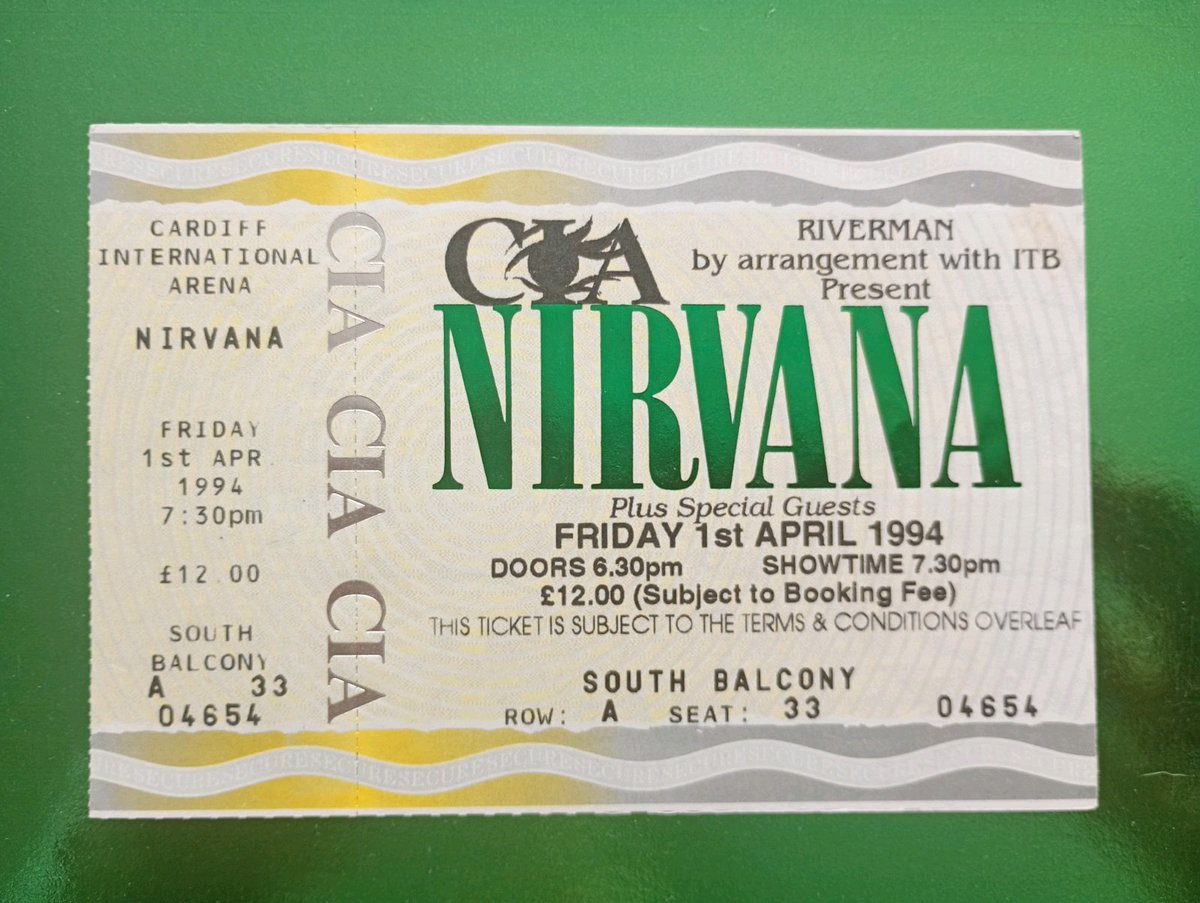 SECURESECURESECURESECURESECURESECURE
CARDIFF
INTERNATIONAL
ARENA
NIRVANA
FRIDAY
1st APR
1994
7:30pm
£12.00
SOUTH
BALCONY
A 33
04654
CIA CIA CIA CIA
CIA
RIVERMAN
by arrangement with ITB
Present
NIRVANA
Plus Special Guests
FRIDAY 1st APRIL 1994
DOORS 6.30pm SHOWTIME 7.30pm
£12.00 (Subject to Booking Fee)
THIS TICKET IS SUBJECT TO THE TERMS & CONDITIONS OVERLEAF
SOUTH BALCONY
ROW: A SEAT: 33 04654